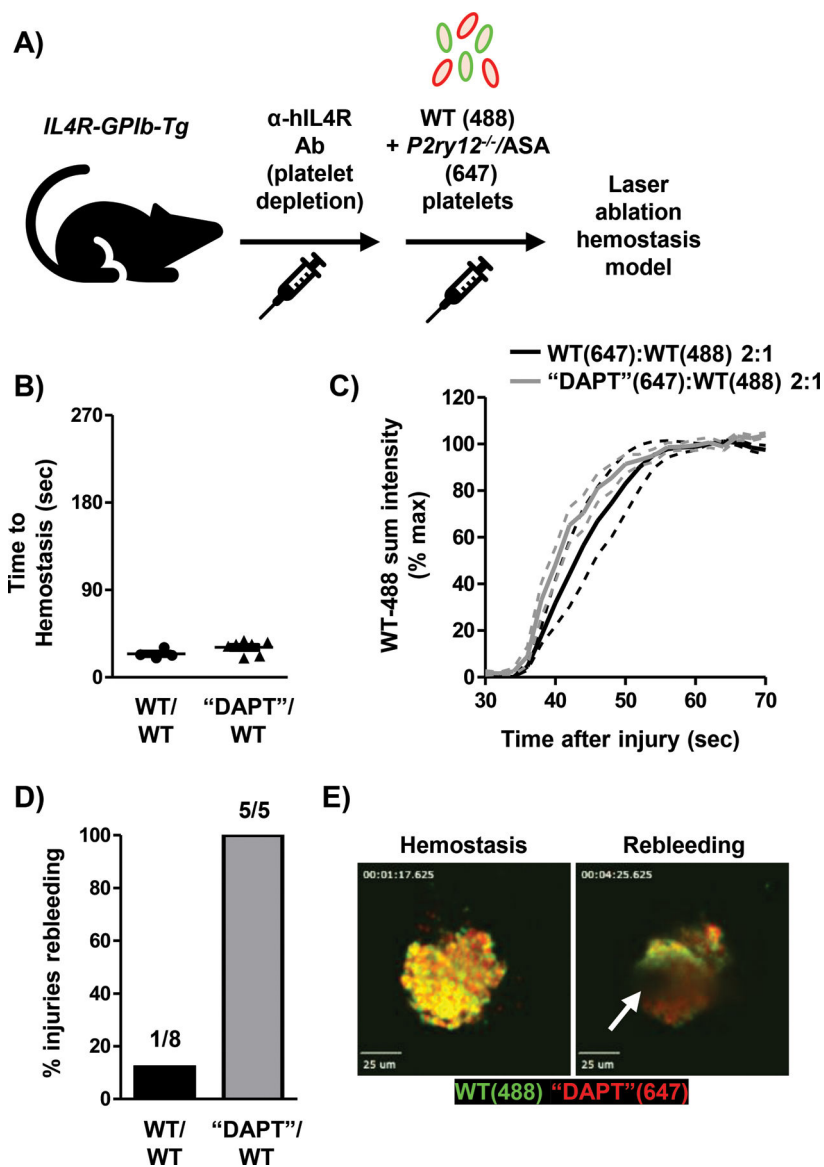 A)
IL4R-GPIb-Tg
α-hIL4R
Ab
(platelet
depletion)
WT (488)
+ P2ry12-/-/ASA
(647)
platelets
Laser
ablation
hemostasis
model
B)
Time to
Hemostasis (sec)
270
180
90
0
WT/
WT
“DAPT”/
WT
C)
WT(647):WT(488) 2:1
“DAPT”(647):WT(488) 2:1
WT-488 sum intensity
(% max)
120
100
80
60
40
20
0
30 40 50 60 70
Time after injury (sec)
D)
% injuries rebleeding
100
80
60
40
20
0
1/8
5/5
WT/
WT
“DAPT”/
WT
E)
Hemostasis
Rebleeding
00:01:17.625
00:04:25.625
25 um
25 um
WT(488) “DAPT”(647)